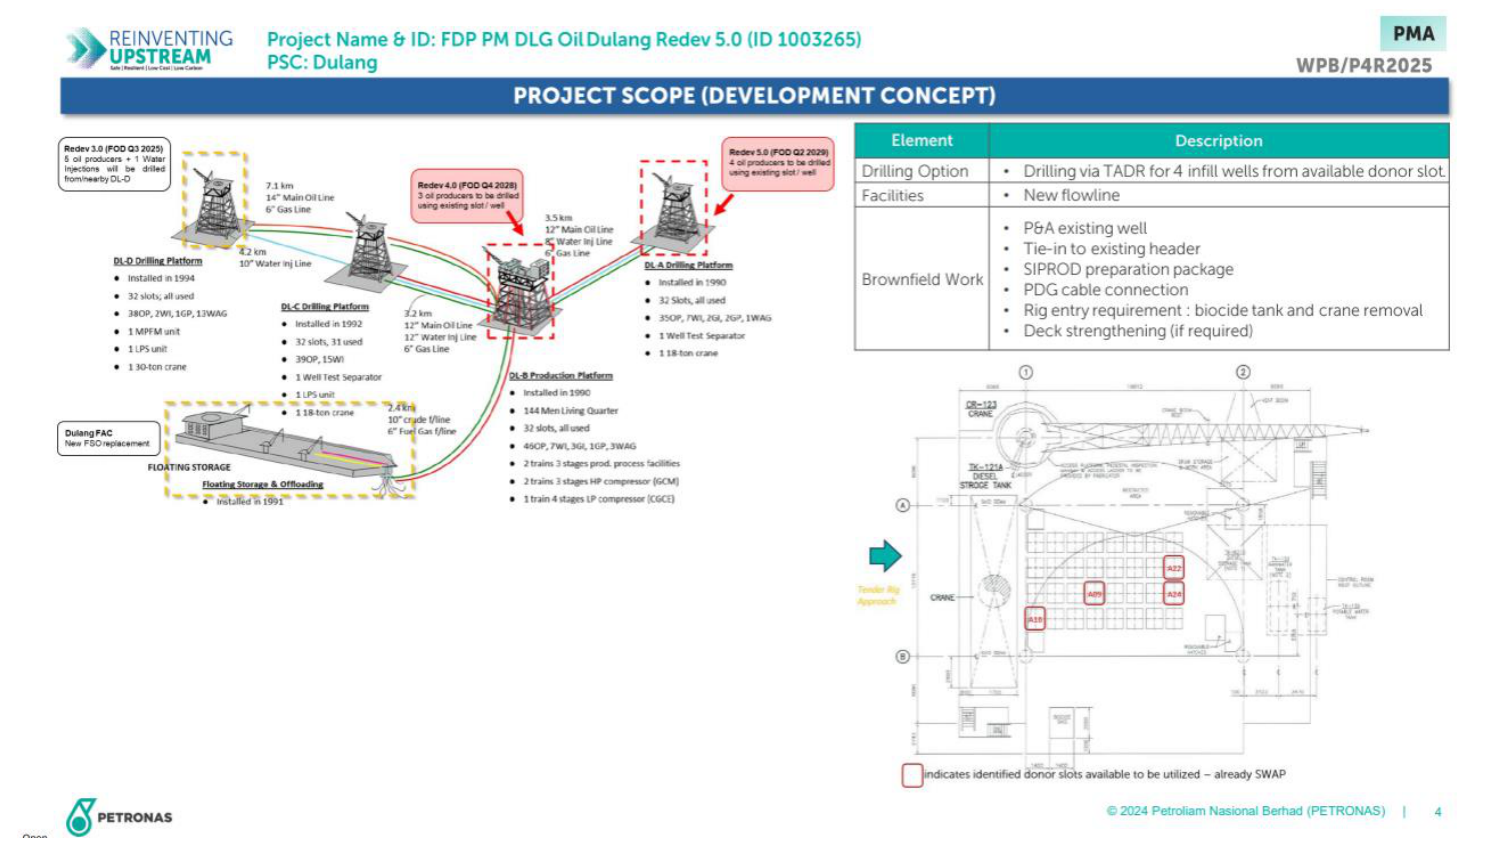 REINVENTING
UPSTREAM
Safe | Resilient | Low Cost | Low Carbon
Project Name & ID: FDP PM DLG Oil Dulang Redev 5.0 (ID 1003265)
PSC: Dulang
PMA
WPB/P4R2025
PROJECT SCOPE (DEVELOPMENT CONCEPT)
Redev 3.0 (FOD Q3 2025)
5 oil producers + 1 Water
Injections will be drilled
from/nearby DL-D
7.1 km
14" Main Oil Line
6" Gas Line
4.2 km
10" Water Inj Line
Redev 4.0 (FOD Q4 2028)
3 oil producers to be drilled
using existing slot / well
Redev 5.0 (FOD Q2 2029)
4 oil producers to be drilled
using existing slot / well
3.5 km
12" Main Oil Line
8" Water Inj Line
6" Gas Line
DL-D Drilling Platform
• Installed in 1994
• 32 slots, all used
• 38OP, 2WI, 1GP, 13WAG
• 1 MPFM unit
• 1 LPS unit
• 1 30-ton crane
DL-C Drilling Platform
• Installed in 1992
• 32 slots, 31 used
• 39OP, 15WI
• 1 Well Test Separator
• 1 LPS unit
• 1 18-ton crane
3.2 km
12" Main Oil Line
12" Water Inj Line
6" Gas Line
DL-A Drilling Platform
• Installed in 1990
• 32 Slots, all used
• 35OP, 7WI, 2GI, 2GP, 1WAG
• 1 Well Test Separator
• 1 18-ton crane
DL-B Production Platform
• Installed in 1990
• 144 Men Living Quarter
• 32 slots, all used
• 46OP, 7WI, 3GI, 1GP, 3WAG
• 2 trains 3 stages prod. process facilities
• 2 trains 3 stages HP compressor (GCM)
• 1 train 4 stages LP compressor (CGCE)
2.4 km
10" crude f/line
6" Fuel Gas f/line
Dulang FAC
New FSO replacement
FLOATING STORAGE
Floating Storage & Offloading
• Installed in 1991
Element Description
Drilling Option • Drilling via TADR for 4 infill wells from available donor slot.
Facilities • New flowline
Brownfield Work
• P&A existing well
• Tie-in to existing header
• SIPROD preparation package
• PDG cable connection
• Rig entry requirement : biocide tank and crane removal
• Deck strengthening (if required)
1
2
CR-123
CRANE
TK-121A
DIESEL
STROGE TANK
A
Tender Rig
Approach
CRANE
A22
A09
A24
A18
B
indicates identified donor slots available to be utilized – already SWAP
PETRONAS
© 2024 Petroliam Nasional Berhad (PETRONAS) | 4
Open